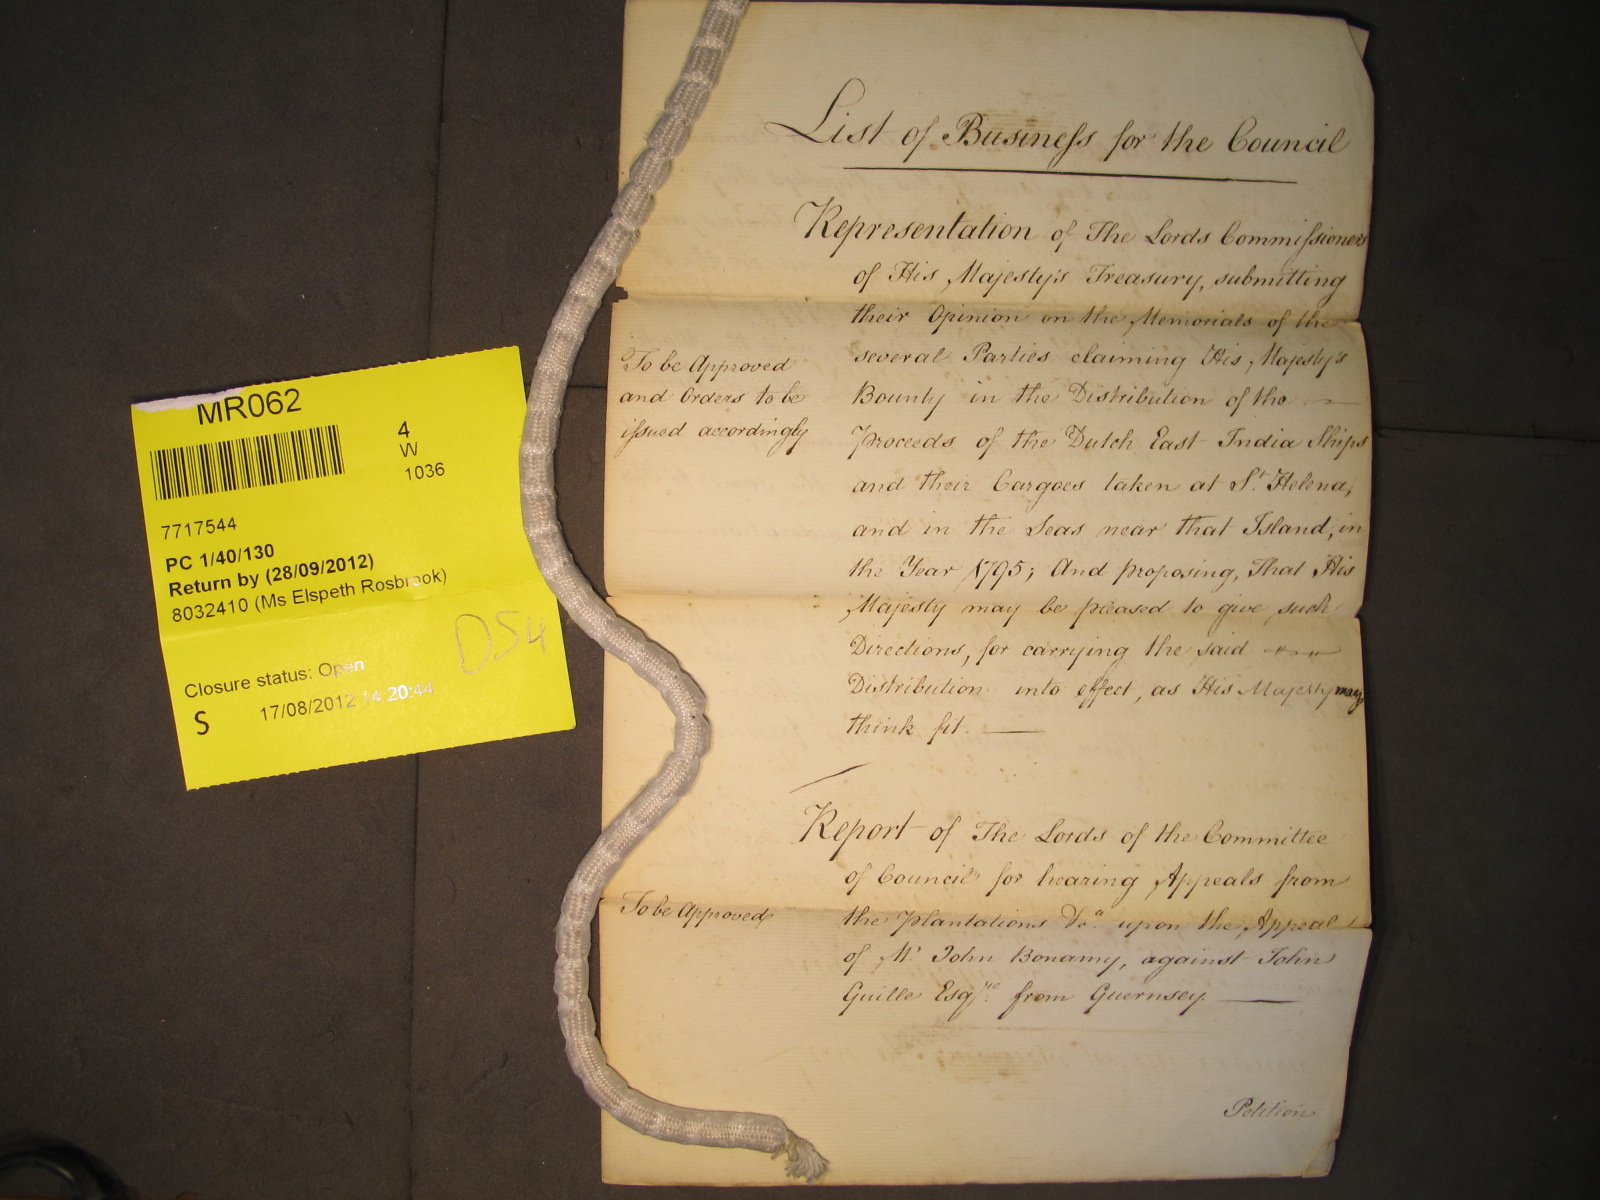 MR062
4
W
1036
7717544
PC 1/40/130
Return by (28/09/2012)
8032410 (Ms Elspeth Rosbrook)
D54
Closure status: Open
S 17/08/2012 14:20:44
List of Business for the Council
Representation of The Lords Commissioners
of His Majesty's Treasury, submitting
their Opinion on the Memorials of the
To be Approved
and Orders to be
issued accordingly
several Parties claiming His Majesty's
Bounty in the Distribution of the
Proceeds of the Dutch East India Ships
and their Cargoes taken at St. Helena,
and in the Seas near that Island, in
the Year 1795; And proposing, That His
Majesty may be pleased to give such
Directions, for carrying the said
Distribution into effect, as His Majesty may
think fit.
Report of The Lords of the Committee
of Council for hearing Appeals from
To be Approved
the Plantations &ca. upon the Appeal
of Mr. John Bonamy, against John
Guille Esqre. from Guernsey
Petition